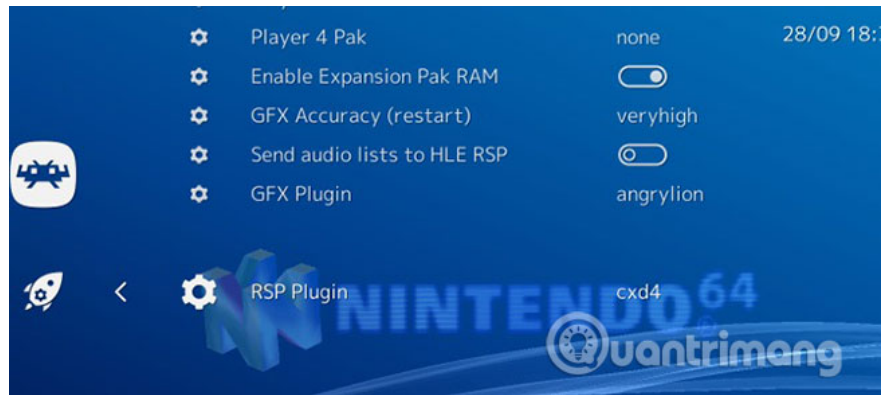 Player 4 Pak none 28/09 18:
Enable Expansion Pak RAM
GFX Accuracy (restart) veryhigh
Send audio lists to HLE RSP
GFX Plugin angrylion
RSP Plugin cxd4
NINTENDO 64
Quantrimang